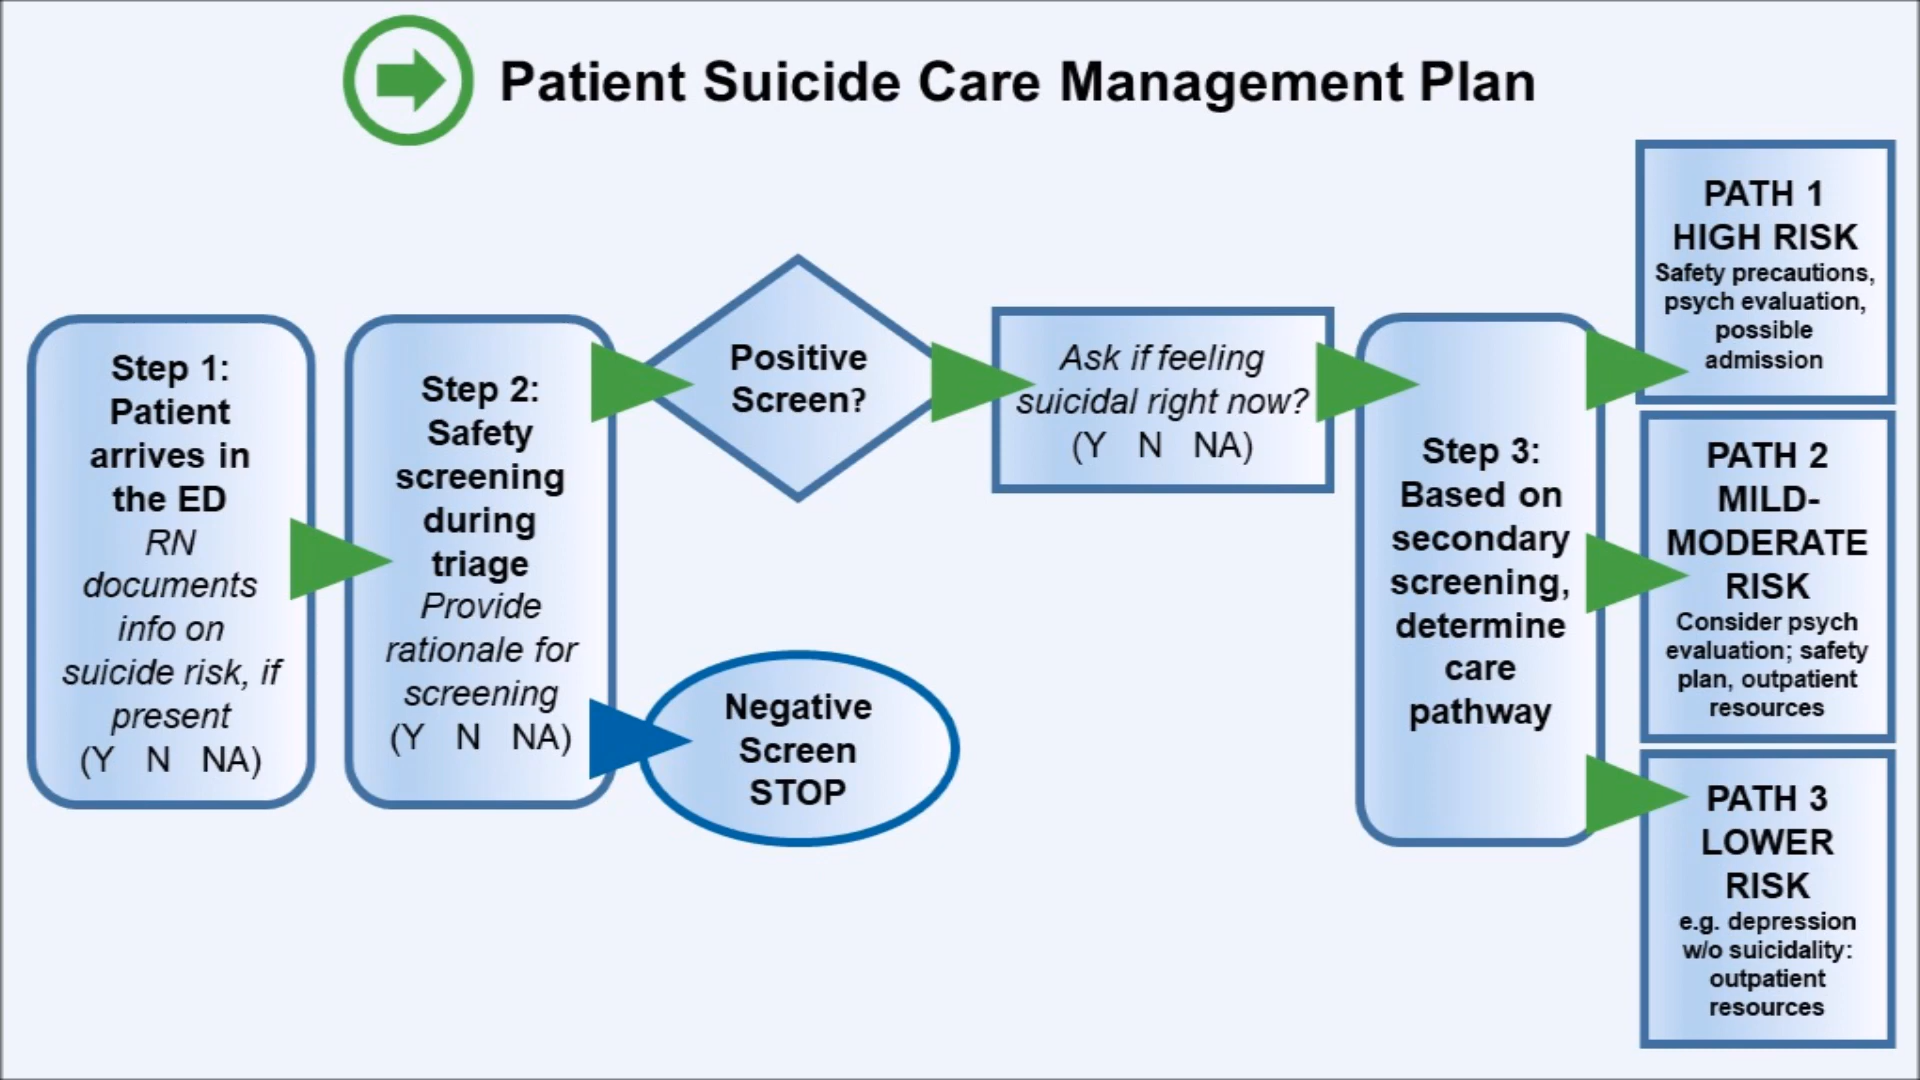 Patient Suicide Care Management Plan
Step 1:
Patient
arrives in
the ED
RN
documents
info on
suicide risk, if
present
(Y N NA)
Step 2:
Safety
screening
during
triage
Provide
rationale for
screening
(Y N NA)
Positive
Screen?
Negative
Screen
STOP
Ask if feeling
suicidal right now?
(Y N NA)
Step 3:
Based on
secondary
screening,
determine
care
pathway
PATH 1
HIGH RISK
Safety precautions,
psych evaluation,
possible
admission
PATH 2
MILD-
MODERATE
RISK
Consider psych
evaluation; safety
plan, outpatient
resources
PATH 3
LOWER
RISK
e.g. depression
w/o suicidality:
outpatient
resources